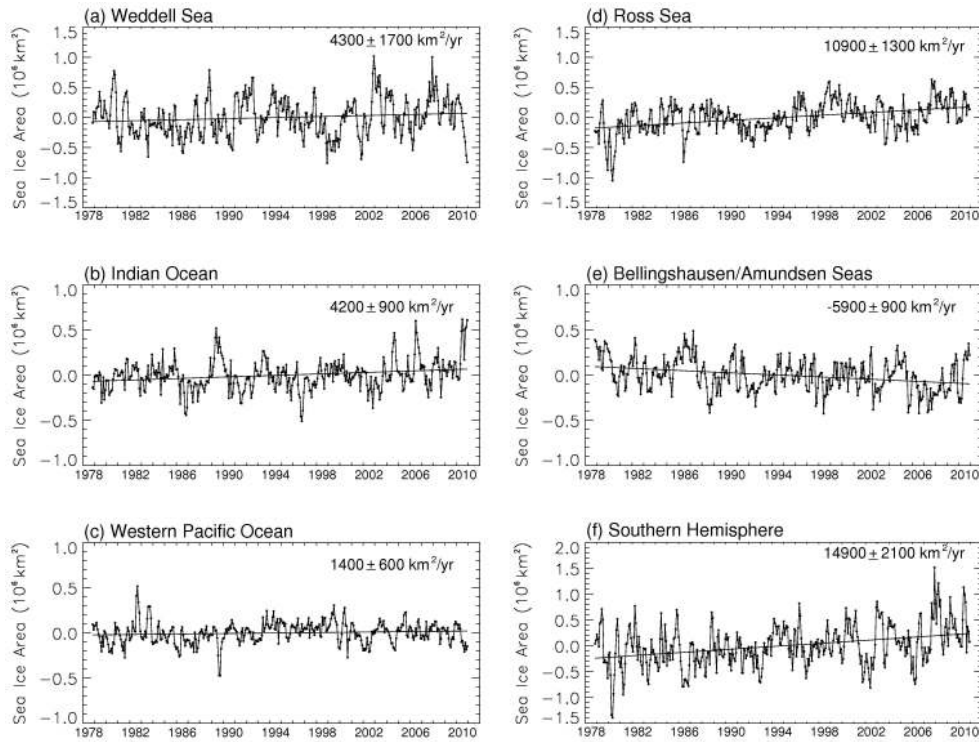 (a) Weddell Sea
4300 ± 1700 km²/yr
Sea Ice Area (10⁶ km²)
1.5
1.0
0.5
0.0
−0.5
−1.0
−1.5
1978 1982 1986 1990 1994 1998 2002 2006 2010
(b) Indian Ocean
4200 ± 900 km²/yr
Sea Ice Area (10⁶ km²)
1.0
0.5
0.0
−0.5
−1.0
1978 1982 1986 1990 1994 1998 2002 2006 2010
(c) Western Pacific Ocean
1400 ± 600 km²/yr
Sea Ice Area (10⁶ km²)
1.0
0.5
0.0
−0.5
−1.0
1978 1982 1986 1990 1994 1998 2002 2006 2010
(d) Ross Sea
10900 ± 1300 km²/yr
Sea Ice Area (10⁶ km²)
1.5
1.0
0.5
0.0
−0.5
−1.0
−1.5
1978 1982 1986 1990 1994 1998 2002 2006 2010
(e) Bellingshausen/Amundsen Seas
-5900 ± 900 km²/yr
Sea Ice Area (10⁶ km²)
1.0
0.5
0.0
−0.5
−1.0
1978 1982 1986 1990 1994 1998 2002 2006 2010
(f) Southern Hemisphere
14900 ± 2100 km²/yr
Sea Ice Area (10⁶ km²)
2.0
1.5
1.0
0.5
0.0
−0.5
−1.0
−1.5
1978 1982 1986 1990 1994 1998 2002 2006 2010